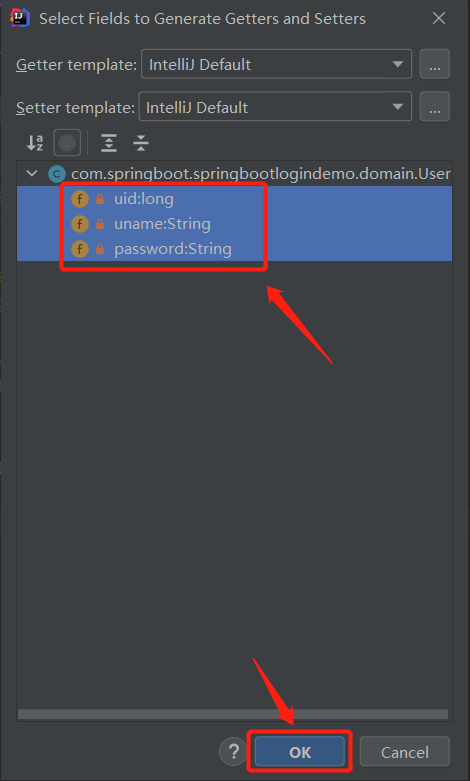 Select Fields to Generate Getters and Setters
Getter template: IntelliJ Default ...
Setter template: IntelliJ Default ...
com.springboot.springbootlogindemo.domain.User
uid:long
uname:String
password:String
? OK Cancel